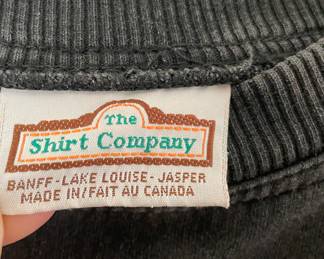 The
Shirt Company
BANFF - LAKE LOUISE - JASPER
MADE IN/FAIT AU CANADA